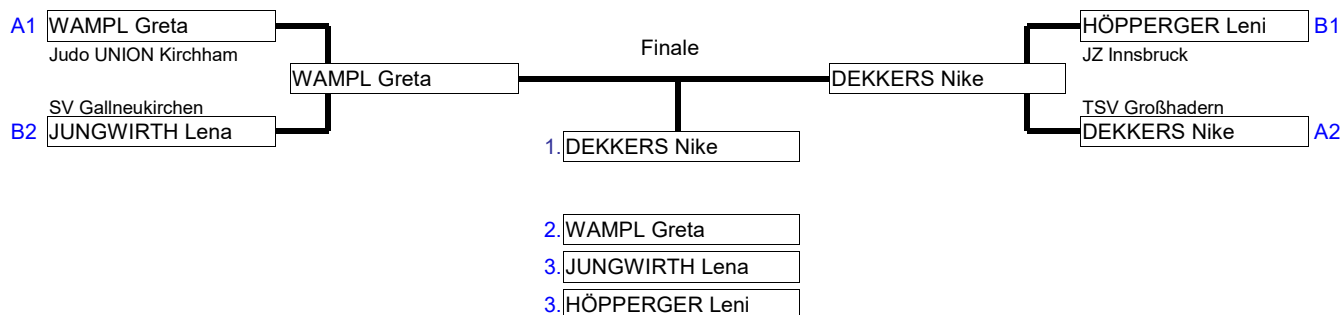 A1 WAMPL Greta
Judo UNION Kirchham
WAMPL Greta
SV Gallneukirchen
B2 JUNGWIRTH Lena
Finale
HÖPPERGER Leni B1
JZ Innsbruck
DEKKERS Nike
TSV Großhadern
DEKKERS Nike A2
1. DEKKERS Nike
2. WAMPL Greta
3. JUNGWIRTH Lena
3. HÖPPERGER Leni